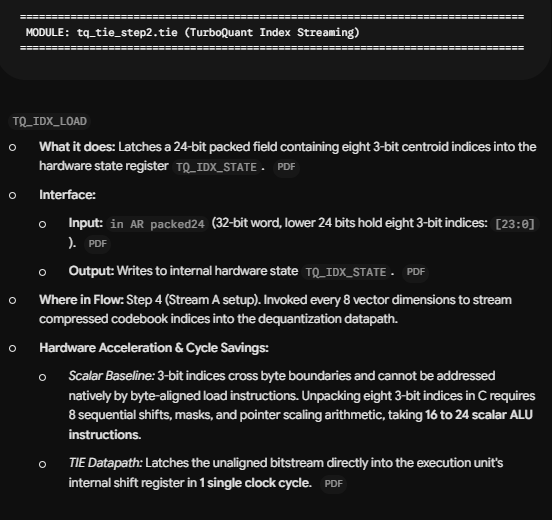 ================================================================================
MODULE: tq_tie_step2.tie (TurboQuant Index Streaming)
================================================================================
TQ_IDX_LOAD
What it does: Latches a 24-bit packed field containing eight 3-bit centroid indices into the
hardware state register TQ_IDX_STATE. PDF
Interface:
Input: in AR packed24 (32-bit word, lower 24 bits hold eight 3-bit indices: [23:0]
). PDF
Output: Writes to internal hardware state TQ_IDX_STATE. PDF
Where in Flow: Step 4 (Stream A setup). Invoked every 8 vector dimensions to stream
compressed codebook indices into the dequantization datapath.
Hardware Acceleration & Cycle Savings:
Scalar Baseline: 3-bit indices cross byte boundaries and cannot be addressed
natively by byte-aligned load instructions. Unpacking eight 3-bit indices in C requires
8 sequential shifts, masks, and pointer scaling arithmetic, taking 16 to 24 scalar ALU
instructions.
TIE Datapath: Latches the unaligned bitstream directly into the execution unit's
internal shift register in 1 single clock cycle. PDF